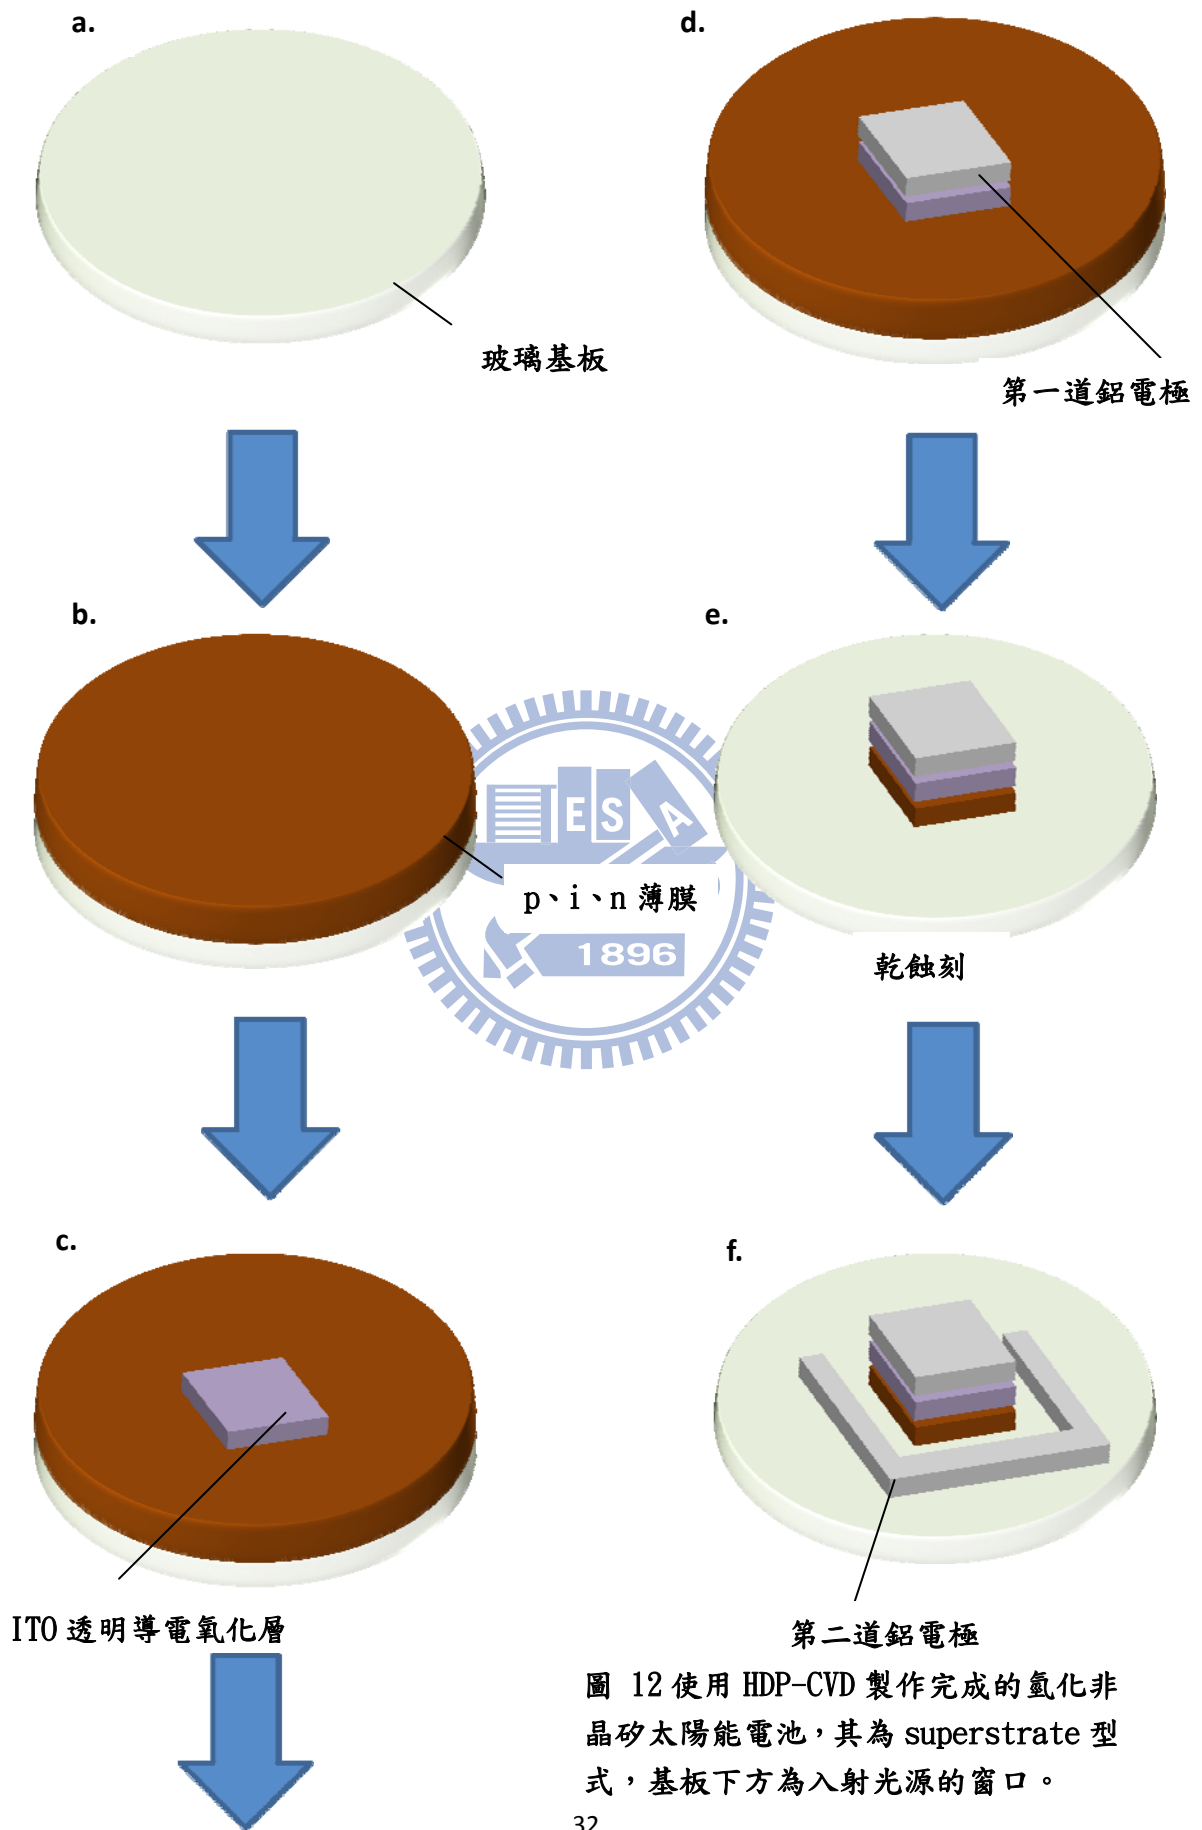 a.
玻璃基板
b.
p、i、n 薄膜
c.
ITO 透明導電氧化層
d.
第一道鋁電極
e.
乾蝕刻
f.
第二道鋁電極
ESA
1896
圖 12 使用 HDP-CVD 製作完成的氫化非
晶矽太陽能電池，其為 superstrate 型
式，基板下方為入射光源的窗口。
32